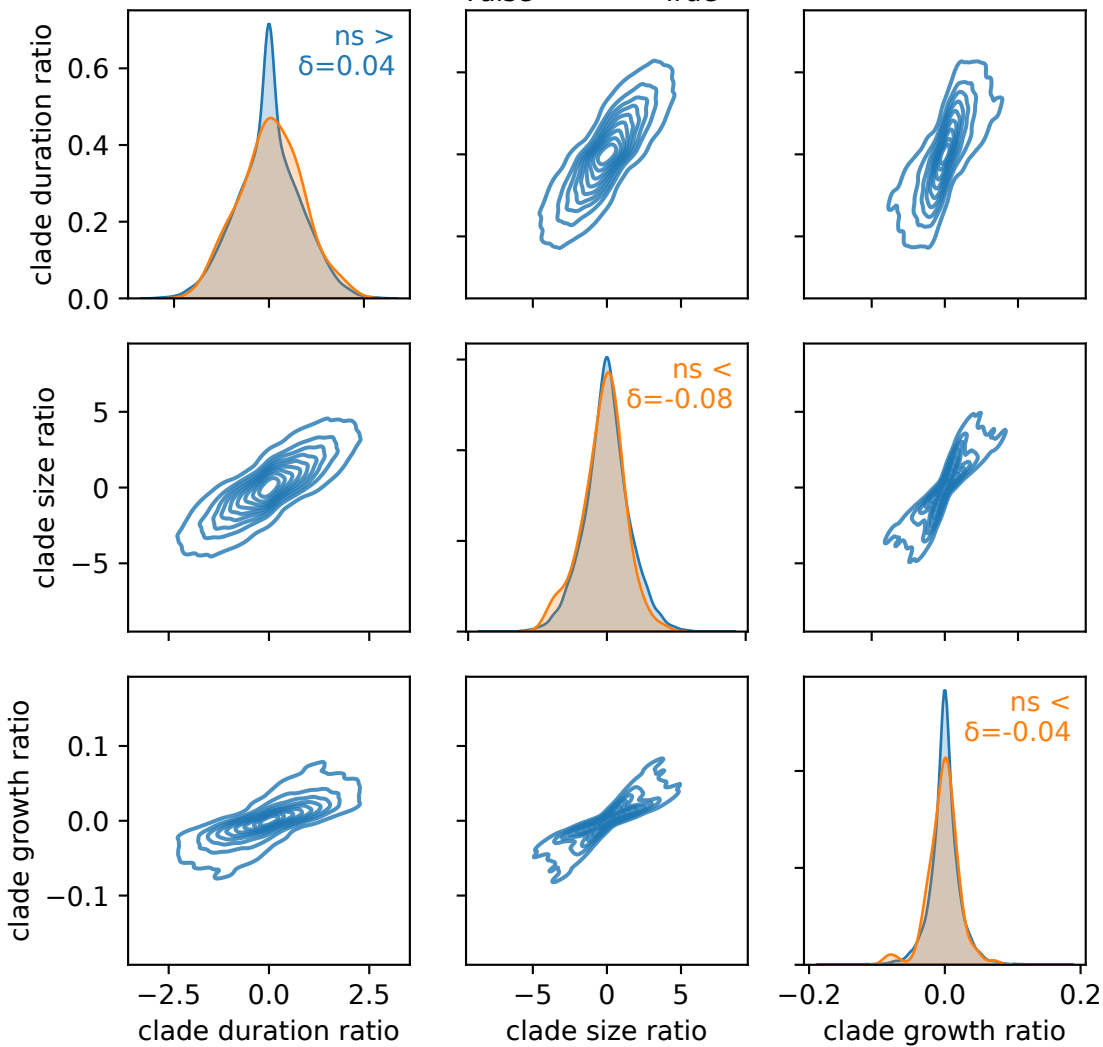 clade duration ratio
0.6
0.4
0.2
0.0
ns >
δ=0.04
clade size ratio
5
0
−5
ns <
δ=-0.08
clade growth ratio
0.1
0.0
−0.1
ns <
δ=-0.04
−2.5 0.0 2.5
clade duration ratio
−5 0 5
clade size ratio
−0.2 0.0 0.2
clade growth ratio